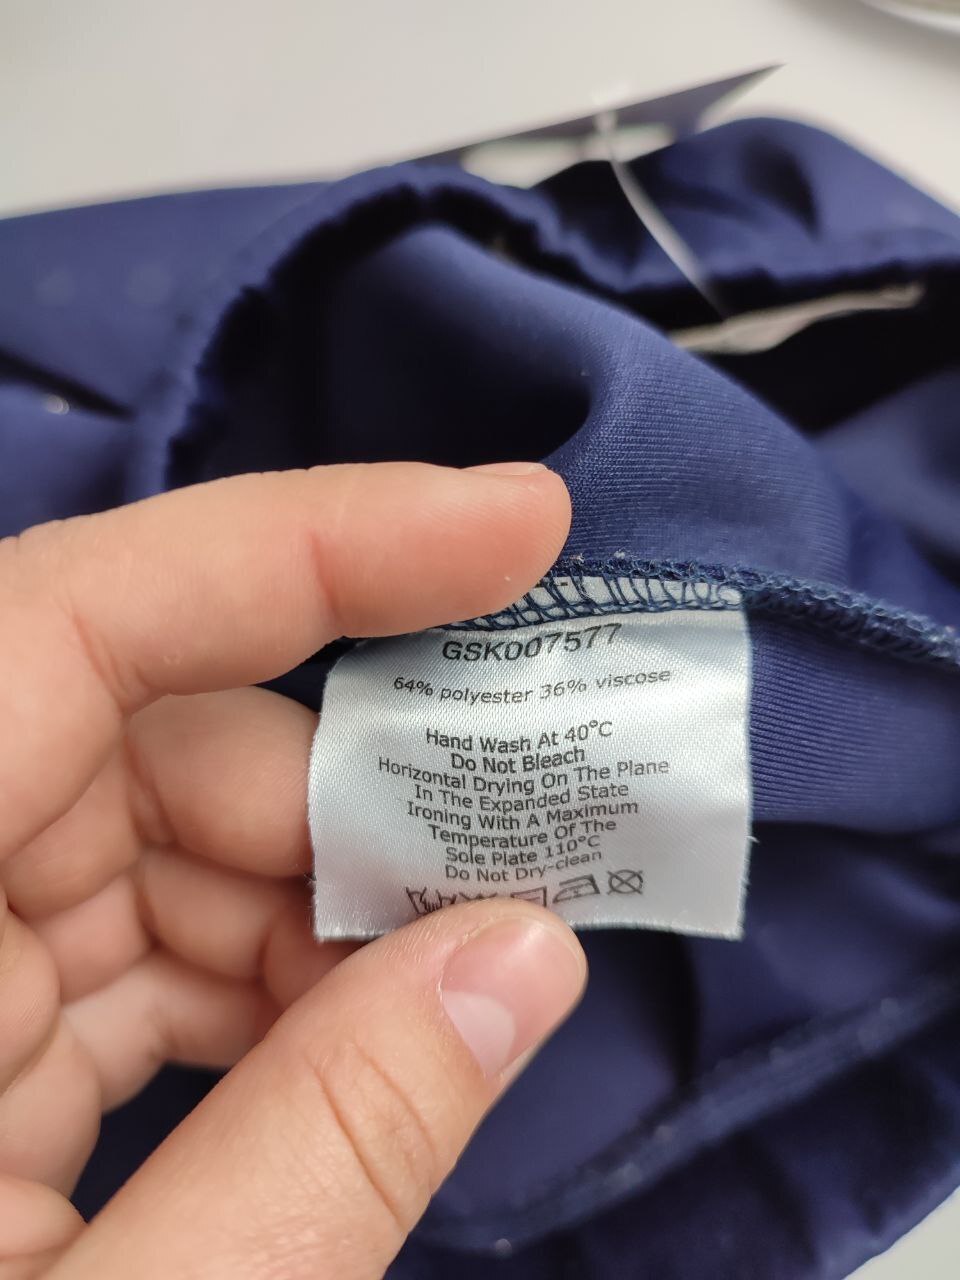 GSK007577
64% polyester 36% viscose
Hand Wash At 40°C
Do Not Bleach
Horizontal Drying On The Plane
In The Expanded State
Ironing With A Maximum
Temperature Of The
Sole Plate 110°C
Do Not Dry-clean